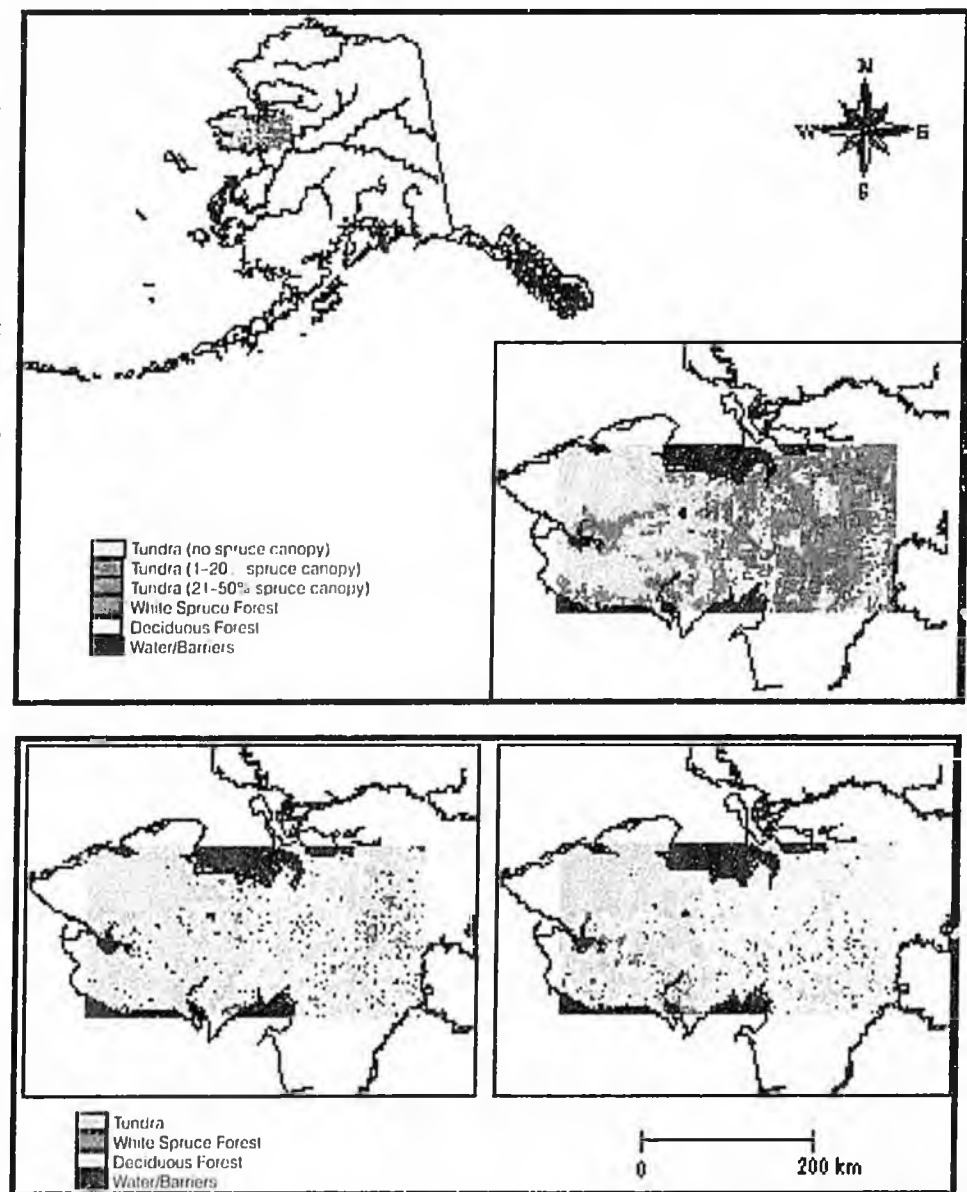 N
W E
S
Tundra (no spruce canopy)
Tundra (1-20 spruce canopy)
Tundra (21-50% spruce canopy)
White Spruce Forest
Deciduous Forest
Water/Barriers
Tundra
White Spruce Forest
Deciduous Forest
Water/Barriers
0 200 km